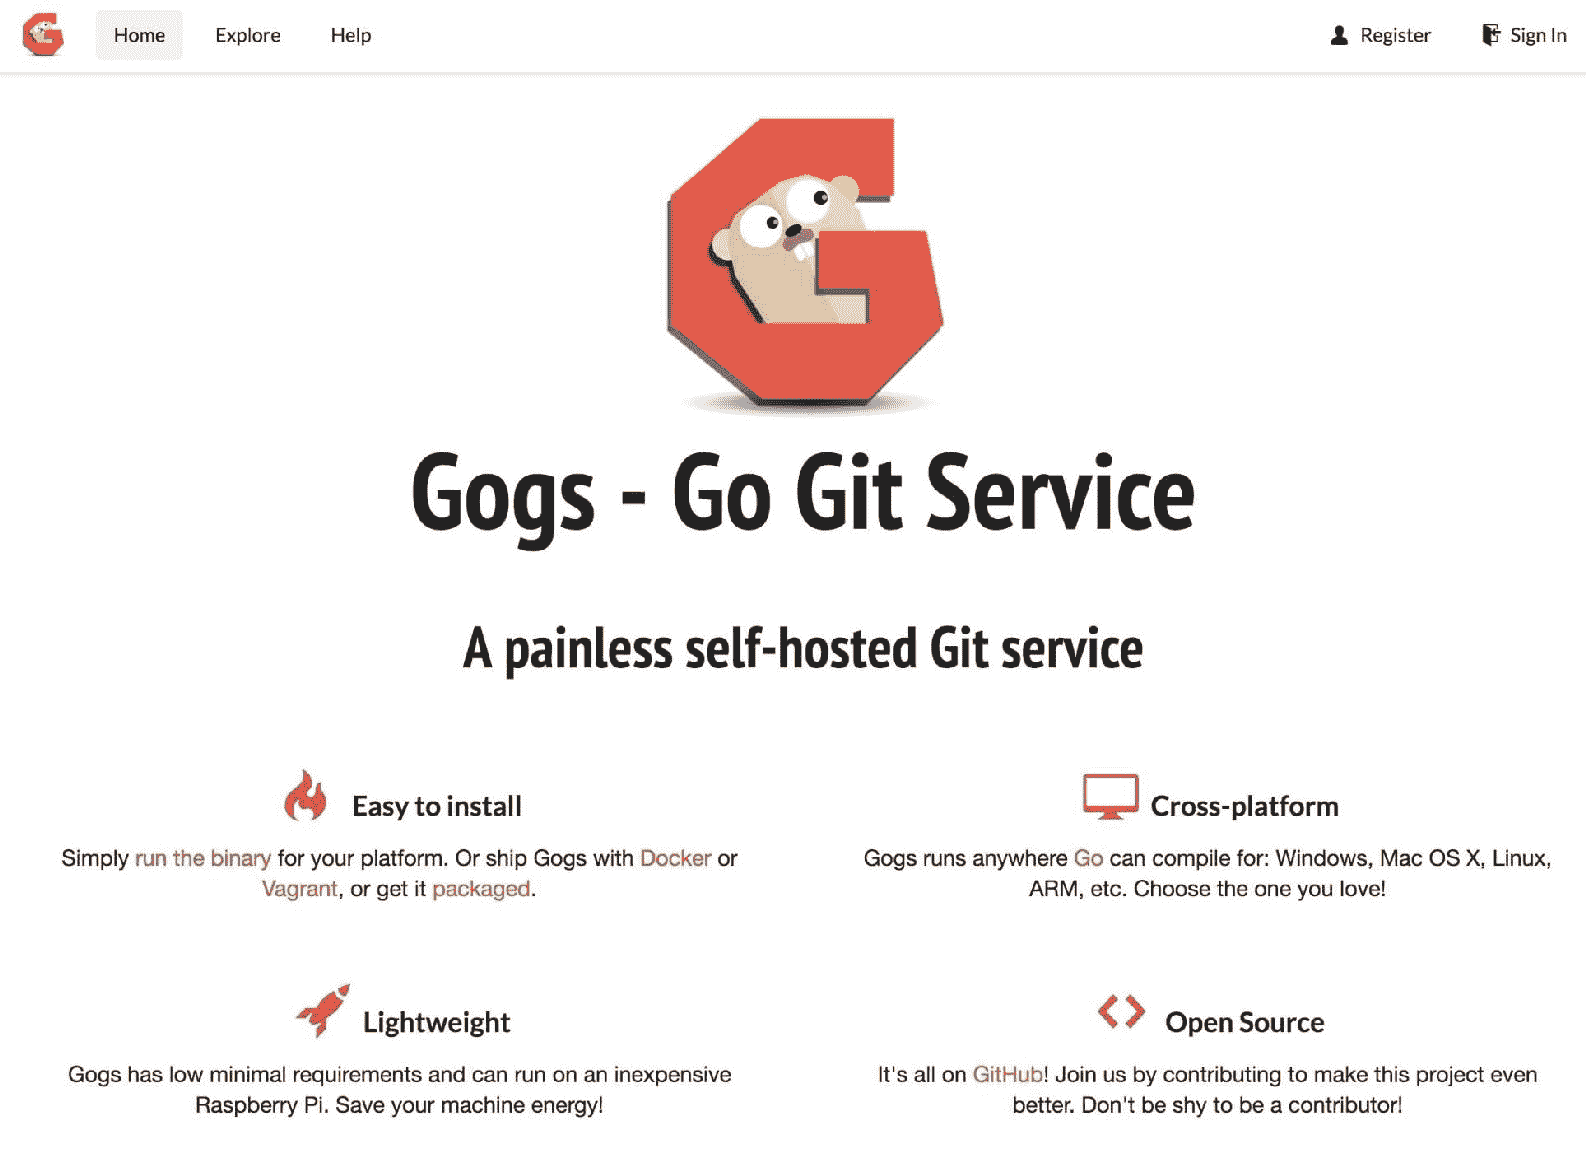 Home Explore Help Register Sign In
Gogs - Go Git Service
A painless self-hosted Git service
Easy to install
Simply run the binary for your platform. Or ship Gogs with Docker or
Vagrant, or get it packaged.
Cross-platform
Gogs runs anywhere Go can compile for: Windows, Mac OS X, Linux,
ARM, etc. Choose the one you love!
Lightweight
Gogs has low minimal requirements and can run on an inexpensive
Raspberry Pi. Save your machine energy!
Open Source
It's all on GitHub! Join us by contributing to make this project even
better. Don't be shy to be a contributor!